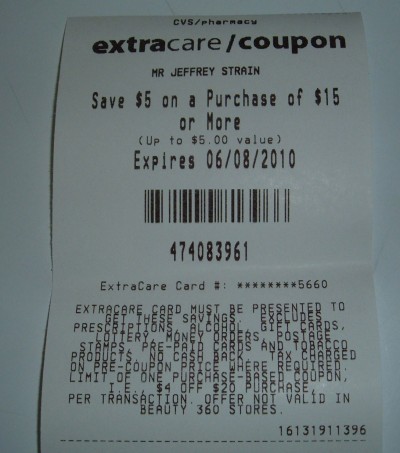 CVS/pharmacy
extracare/coupon
MR JEFFREY STRAIN
Save $5 on a Purchase of $15
or More
(Up to $5.00 value)
Expires 06/08/2010
474083961
ExtraCare Card #: ********5660
EXTRACARE CARD MUST BE PRESENTED TO
GET THESE SAVINGS. EXCLUDES
PRESCRIPTIONS, ALCOHOL, GIFT CARDS,
LOTTERY, MONEY ORDERS, POSTAGE
STAMPS, PRE-PAID CARDS AND TOBACCO
PRODUCTS. NO CASH BACK. TAX CHARGED
ON PRE-COUPON PRICE WHERE REQUIRED.
LIMIT OF ONE PURCHASE BASED COUPON,
I.E. $4 OFF $20 PURCHASE,
PER TRANSACTION. OFFER NOT VALID IN
BEAUTY 360 STORES.
16131911396